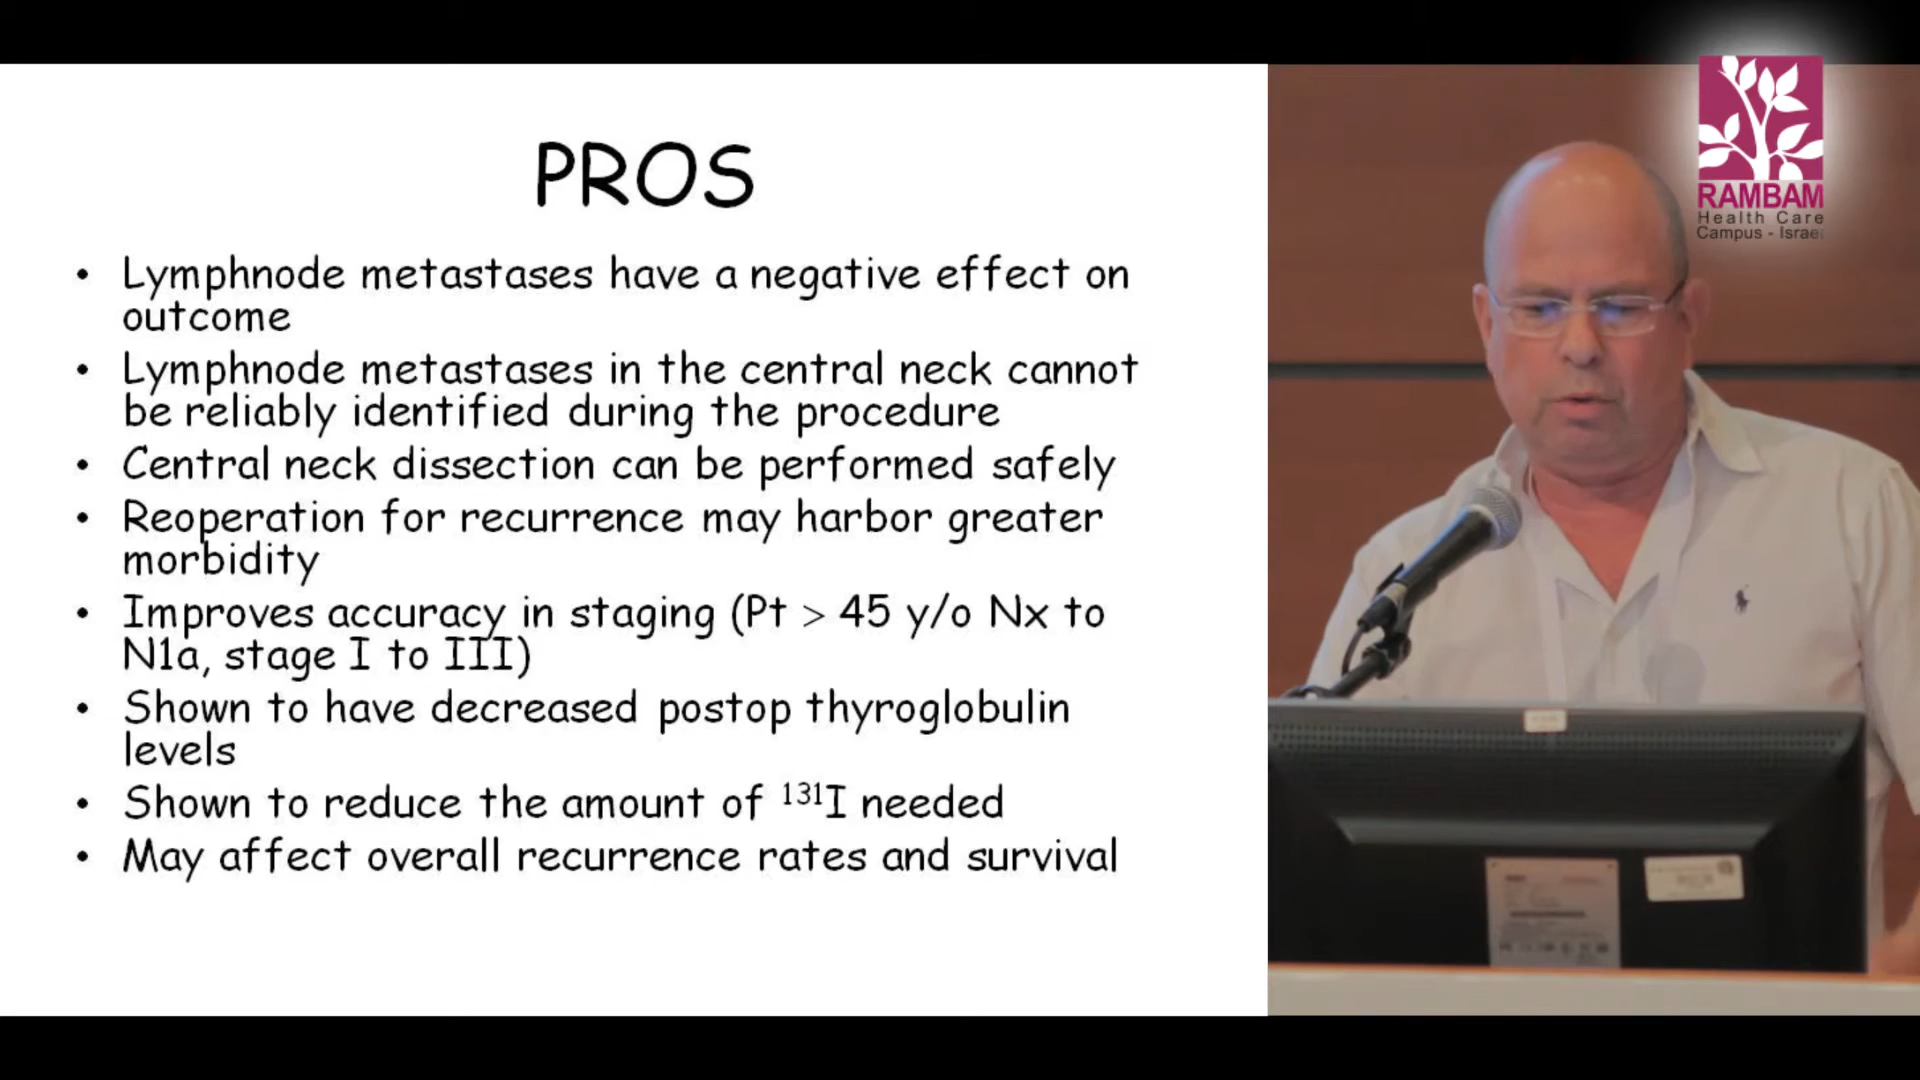 PROS
• Lymphnode metastases have a negative effect on
outcome
• Lymphnode metastases in the central neck cannot
be reliably identified during the procedure
• Central neck dissection can be performed safely
• Reoperation for recurrence may harbor greater
morbidity
• Improves accuracy in staging (Pt > 45 y/o Nx to
N1a, stage I to III)
• Shown to have decreased postop thyroglobulin
levels
• Shown to reduce the amount of ¹³¹I needed
• May affect overall recurrence rates and survival
RAMBAM
Health Care
Campus - Israel